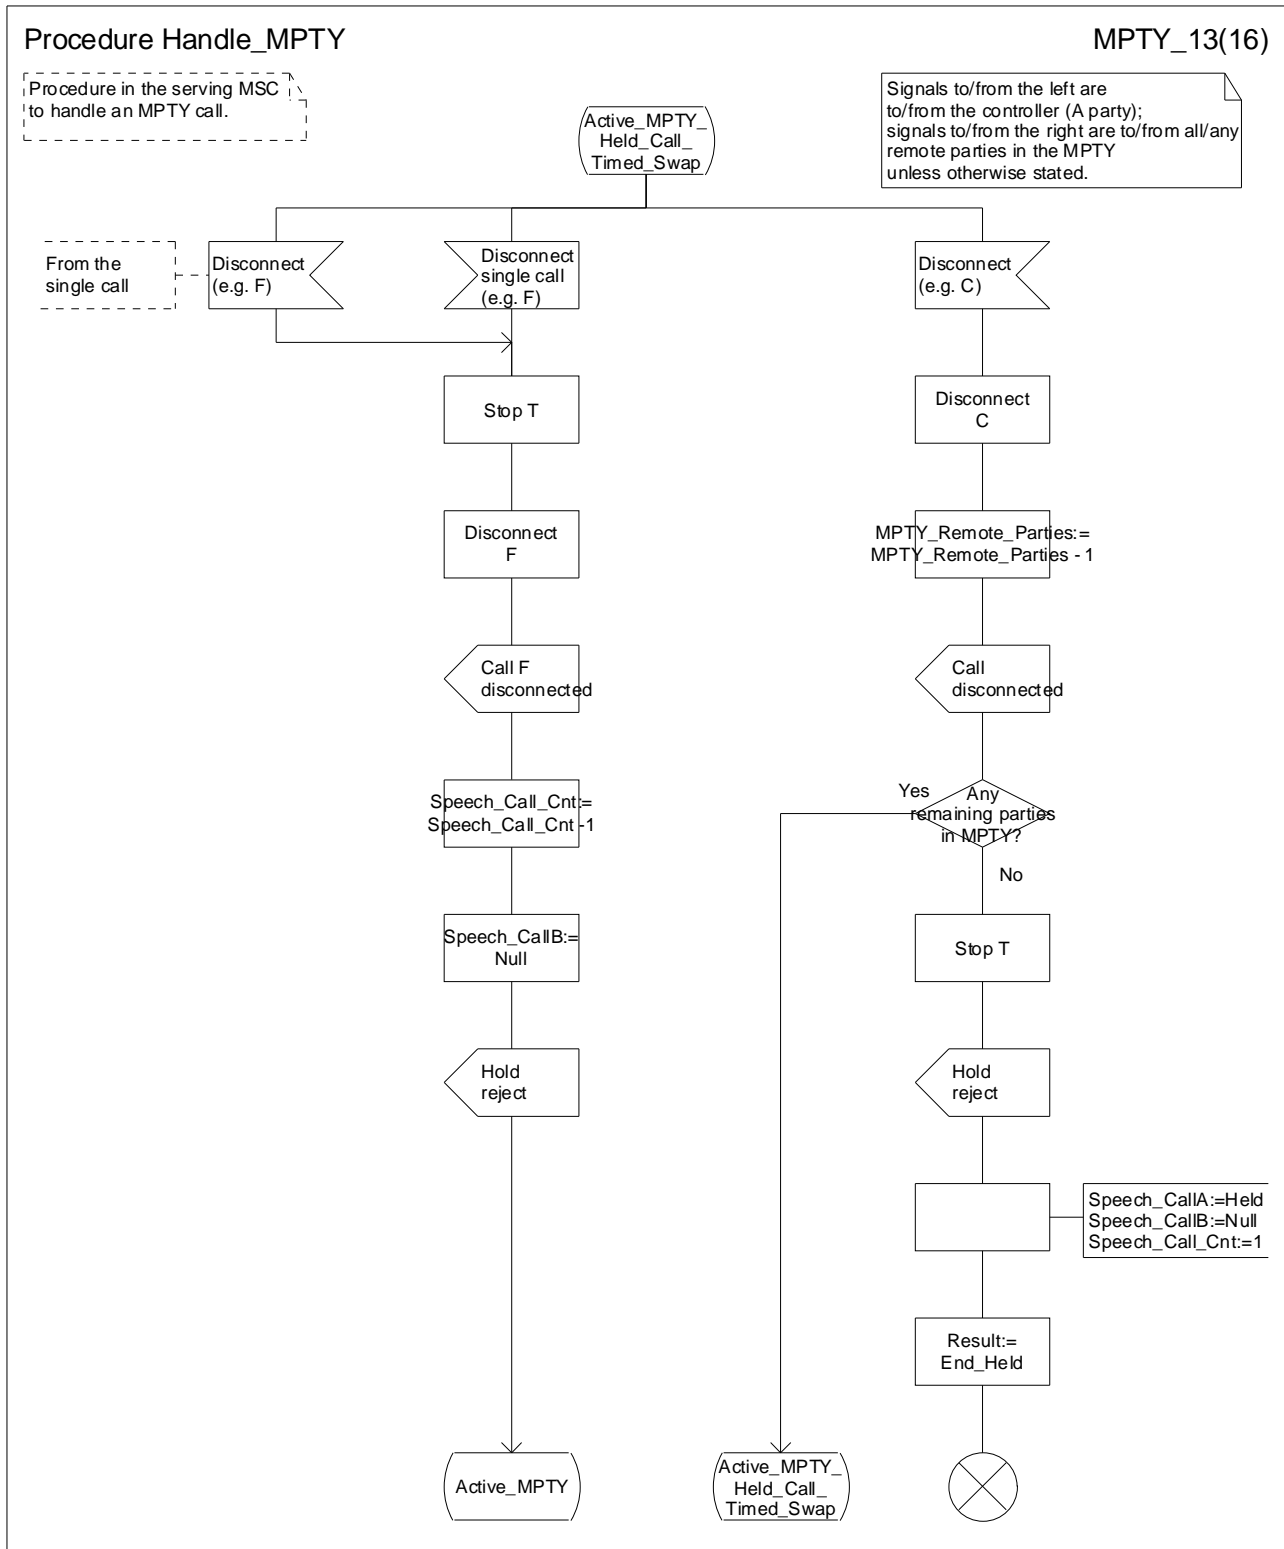 Procedure Handle_MPTY
MPTY_13(16)
Procedure in the serving MSC
to handle an MPTY call.
Signals to/from the left are
to/from the controller (A party);
signals to/from the right are to/from all/any
remote parties in the MPTY
unless otherwise stated.
Active_MPTY_
Held_Call_
Timed_Swap
From the
single call
Disconnect
(e.g. F)
Disconnect
single call
(e.g. F)
Disconnect
(e.g. C)
Stop T
Disconnect
C
Disconnect
F
MPTY_Remote_Parties:=
MPTY_Remote_Parties - 1
Call F
disconnected
Call
disconnected
Speech_Call_Cnt:=
Speech_Call_Cnt -1
Yes
Any
remaining parties
in MPTY?
No
Speech_CallB:=
Null
Stop T
Hold
reject
Hold
reject
Speech_CallA:=Held
Speech_CallB:=Null
Speech_Call_Cnt:=1
Result:=
End_Held
Active_MPTY
Active_MPTY_
Held_Call_
Timed_Swap